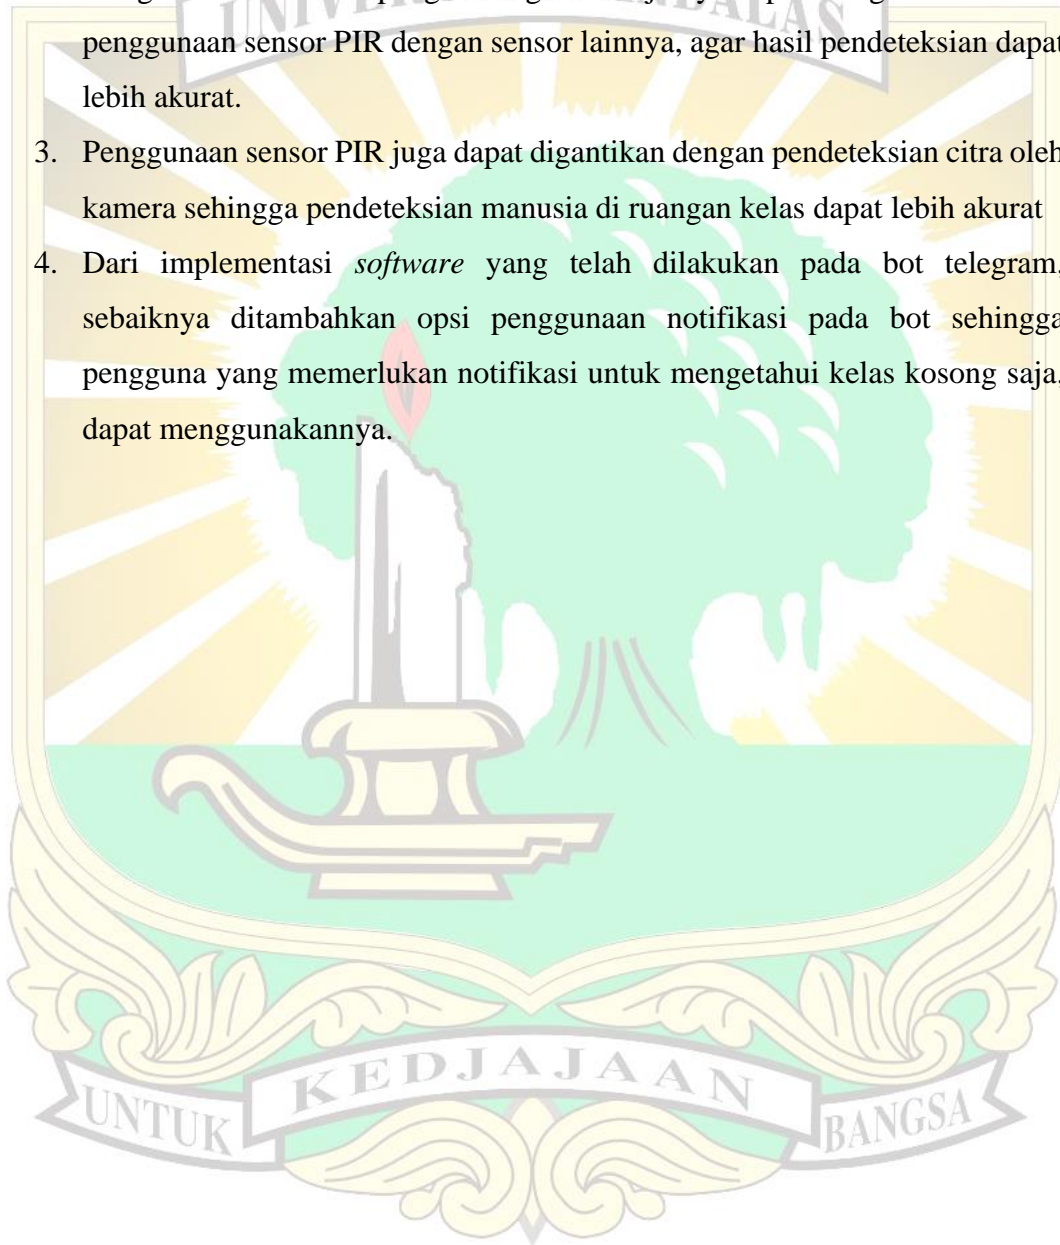 penggunaan sensor PIR dengan sensor lainnya, agar hasil pendeteksian dapat
lebih akurat.
3. Penggunaan sensor PIR juga dapat digantikan dengan pendeteksian citra oleh
kamera sehingga pendeteksian manusia di ruangan kelas dapat lebih akurat
4. Dari implementasi software yang telah dilakukan pada bot telegram,
sebaiknya ditambahkan opsi penggunaan notifikasi pada bot sehingga
pengguna yang memerlukan notifikasi untuk mengetahui kelas kosong saja,
dapat menggunakannya.
UNTUK KEDJAJAAN BANGSA